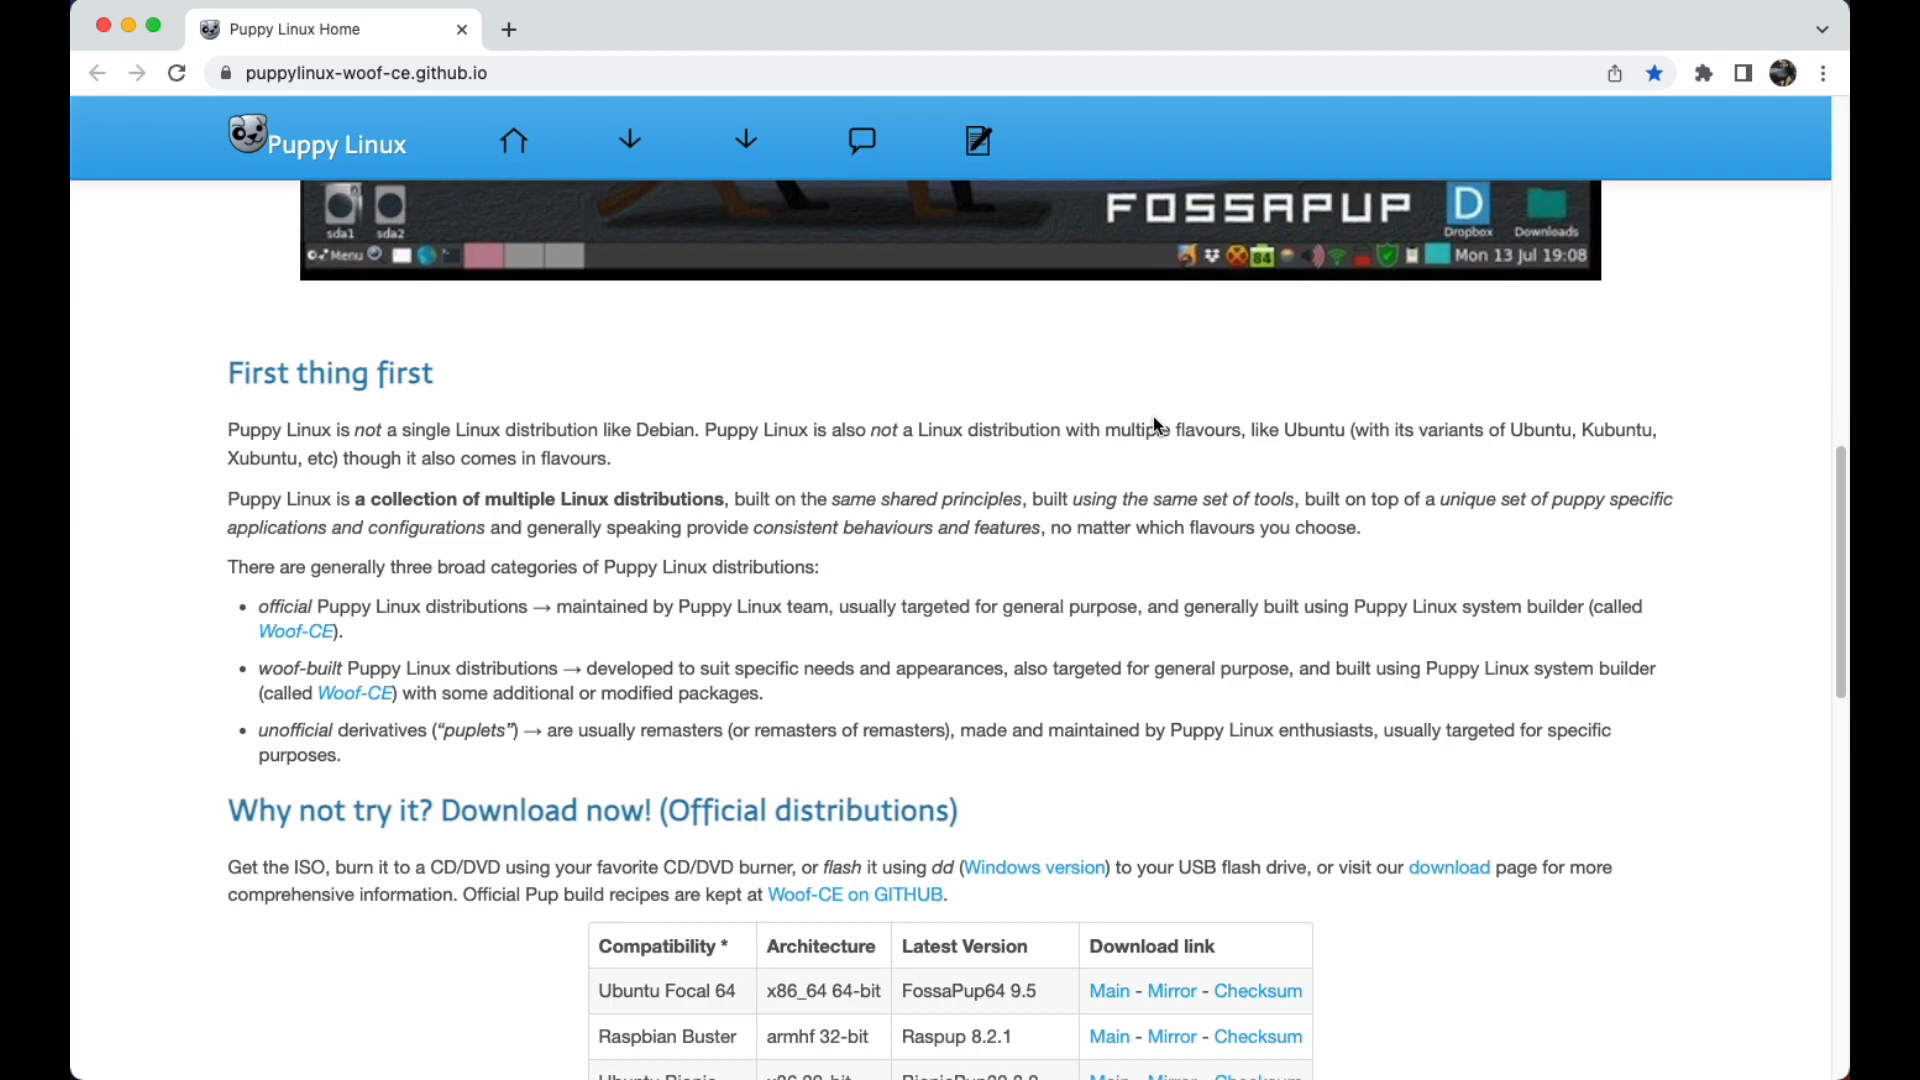 Puppy Linux Home
puppylinux-woof-ce.github.io
Puppy Linux
FOSSAPUP
sda1 sda2 Dropbox Downloads
Menu 84 Mon 13 Jul 19:08
First thing first
Puppy Linux is not a single Linux distribution like Debian. Puppy Linux is also not a Linux distribution with multiple flavours, like Ubuntu (with its variants of Ubuntu, Kubuntu,
Xubuntu, etc) though it also comes in flavours.
Puppy Linux is a collection of multiple Linux distributions, built on the same shared principles, built using the same set of tools, built on top of a unique set of puppy specific
applications and configurations and generally speaking provide consistent behaviours and features, no matter which flavours you choose.
There are generally three broad categories of Puppy Linux distributions:
• official Puppy Linux distributions → maintained by Puppy Linux team, usually targeted for general purpose, and generally built using Puppy Linux system builder (called
Woof-CE).
• woof-built Puppy Linux distributions → developed to suit specific needs and appearances, also targeted for general purpose, and built using Puppy Linux system builder
(called Woof-CE) with some additional or modified packages.
• unofficial derivatives (“puplets”) → are usually remasters (or remasters of remasters), made and maintained by Puppy Linux enthusiasts, usually targeted for specific
purposes.
Why not try it? Download now! (Official distributions)
Get the ISO, burn it to a CD/DVD using your favorite CD/DVD burner, or flash it using dd (Windows version) to your USB flash drive, or visit our download page for more
comprehensive information. Official Pup build recipes are kept at Woof-CE on GITHUB.
Compatibility * Architecture Latest Version Download link
Ubuntu Focal 64 x86_64 64-bit FossaPup64 9.5 Main - Mirror - Checksum
Raspbian Buster armhf 32-bit Raspup 8.2.1 Main - Mirror - Checksum